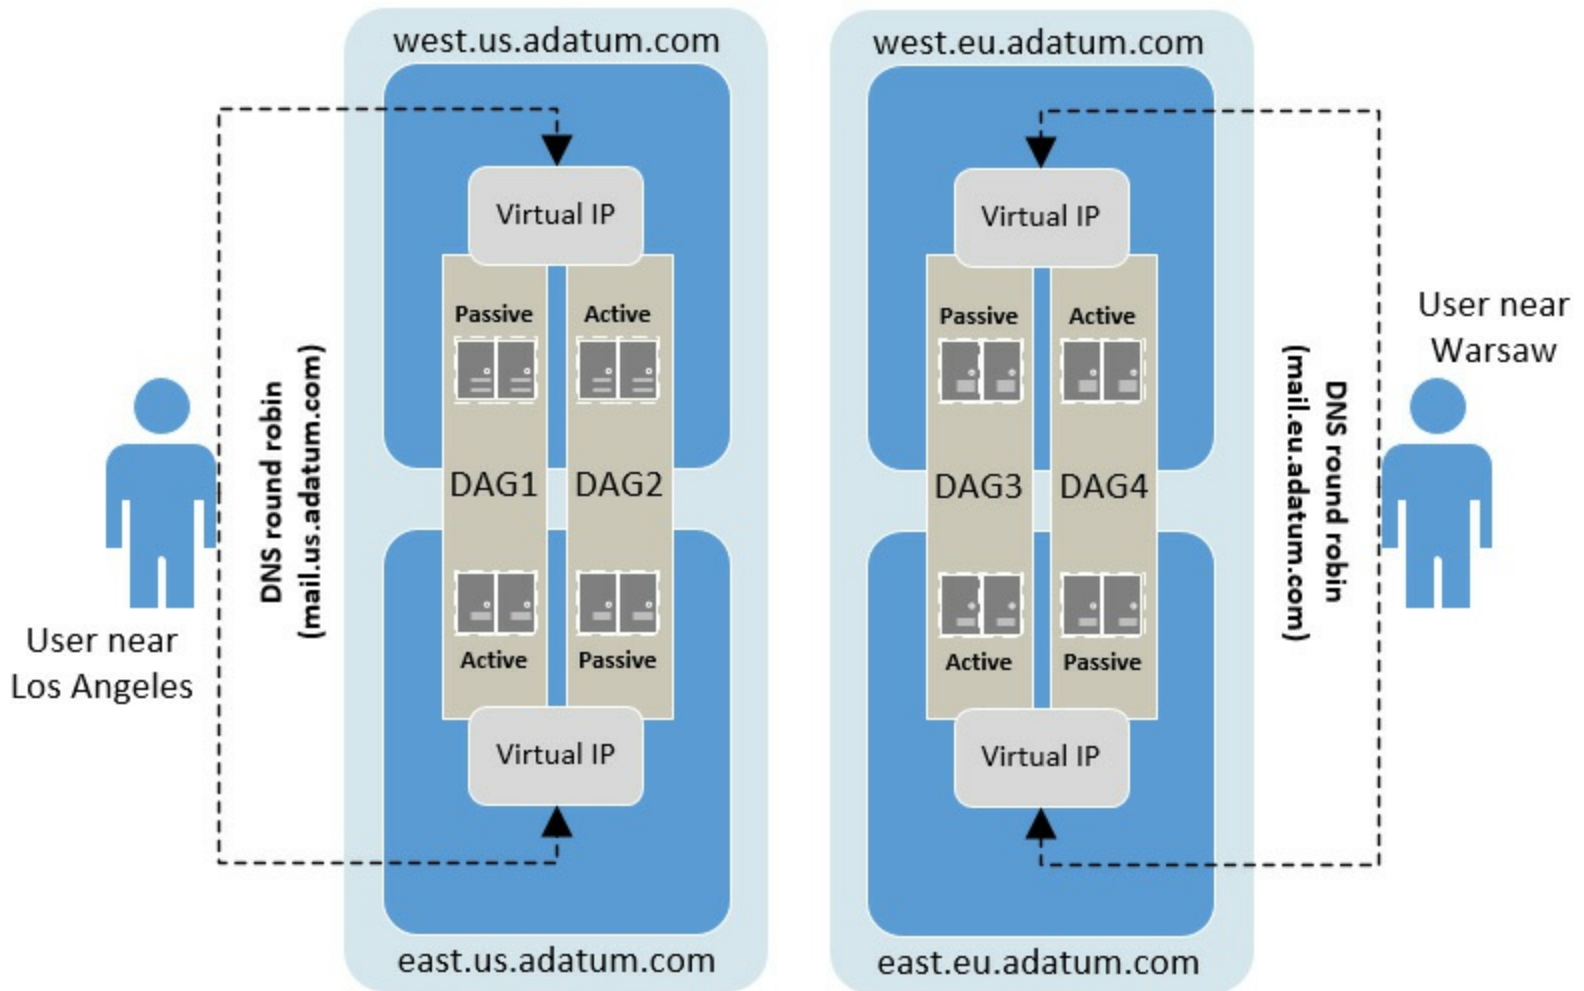 west.us.adatum.com
west.eu.adatum.com
Virtual IP
Virtual IP
Passive
Active
Passive
Active
User near
Warsaw
DNS round robin
(mail.us.adatum.com)
DNS round robin
(mail.eu.adatum.com)
DAG1
DAG2
DAG3
DAG4
User near
Los Angeles
Active
Passive
Active
Passive
Virtual IP
Virtual IP
east.us.adatum.com
east.eu.adatum.com